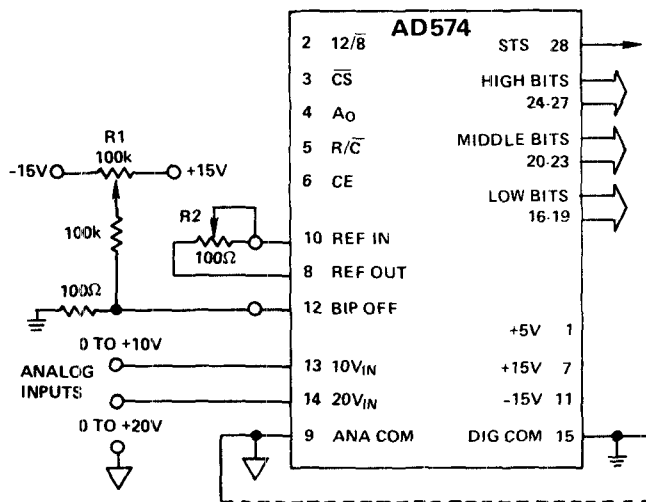 AD574
2 12/8̅
3 C̅S̅
4 AO
5 R/C̅
6 CE
10 REF IN
8 REF OUT
12 BIP OFF
13 10VIN
14 20VIN
9 ANA COM
STS 28
HIGH BITS
24-27
MIDDLE BITS
20-23
LOW BITS
16-19
+5V 1
+15V 7
-15V 11
DIG COM 15
R1
100k
-15V
+15V
100k
R2
100Ω
100Ω
0 TO +10V
ANALOG
INPUTS
0 TO +20V